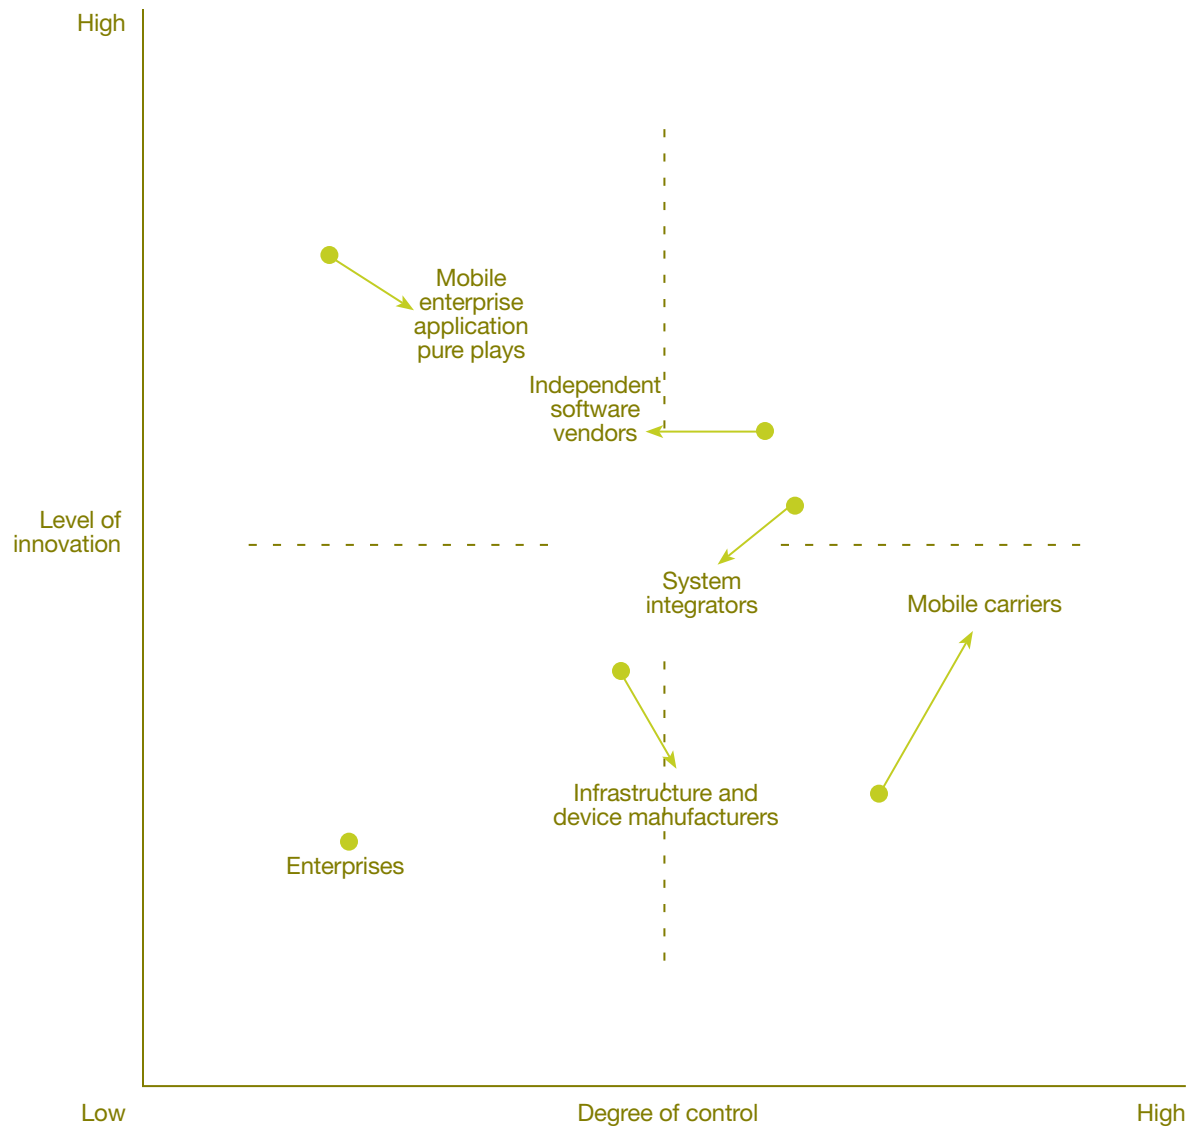 High
Mobile
enterprise
application
pure plays
Independent
software
vendors
Level of
innovation
System
integrators
Mobile carriers
Infrastructure and
device manufacturers
Enterprises
Low
Degree of control
High